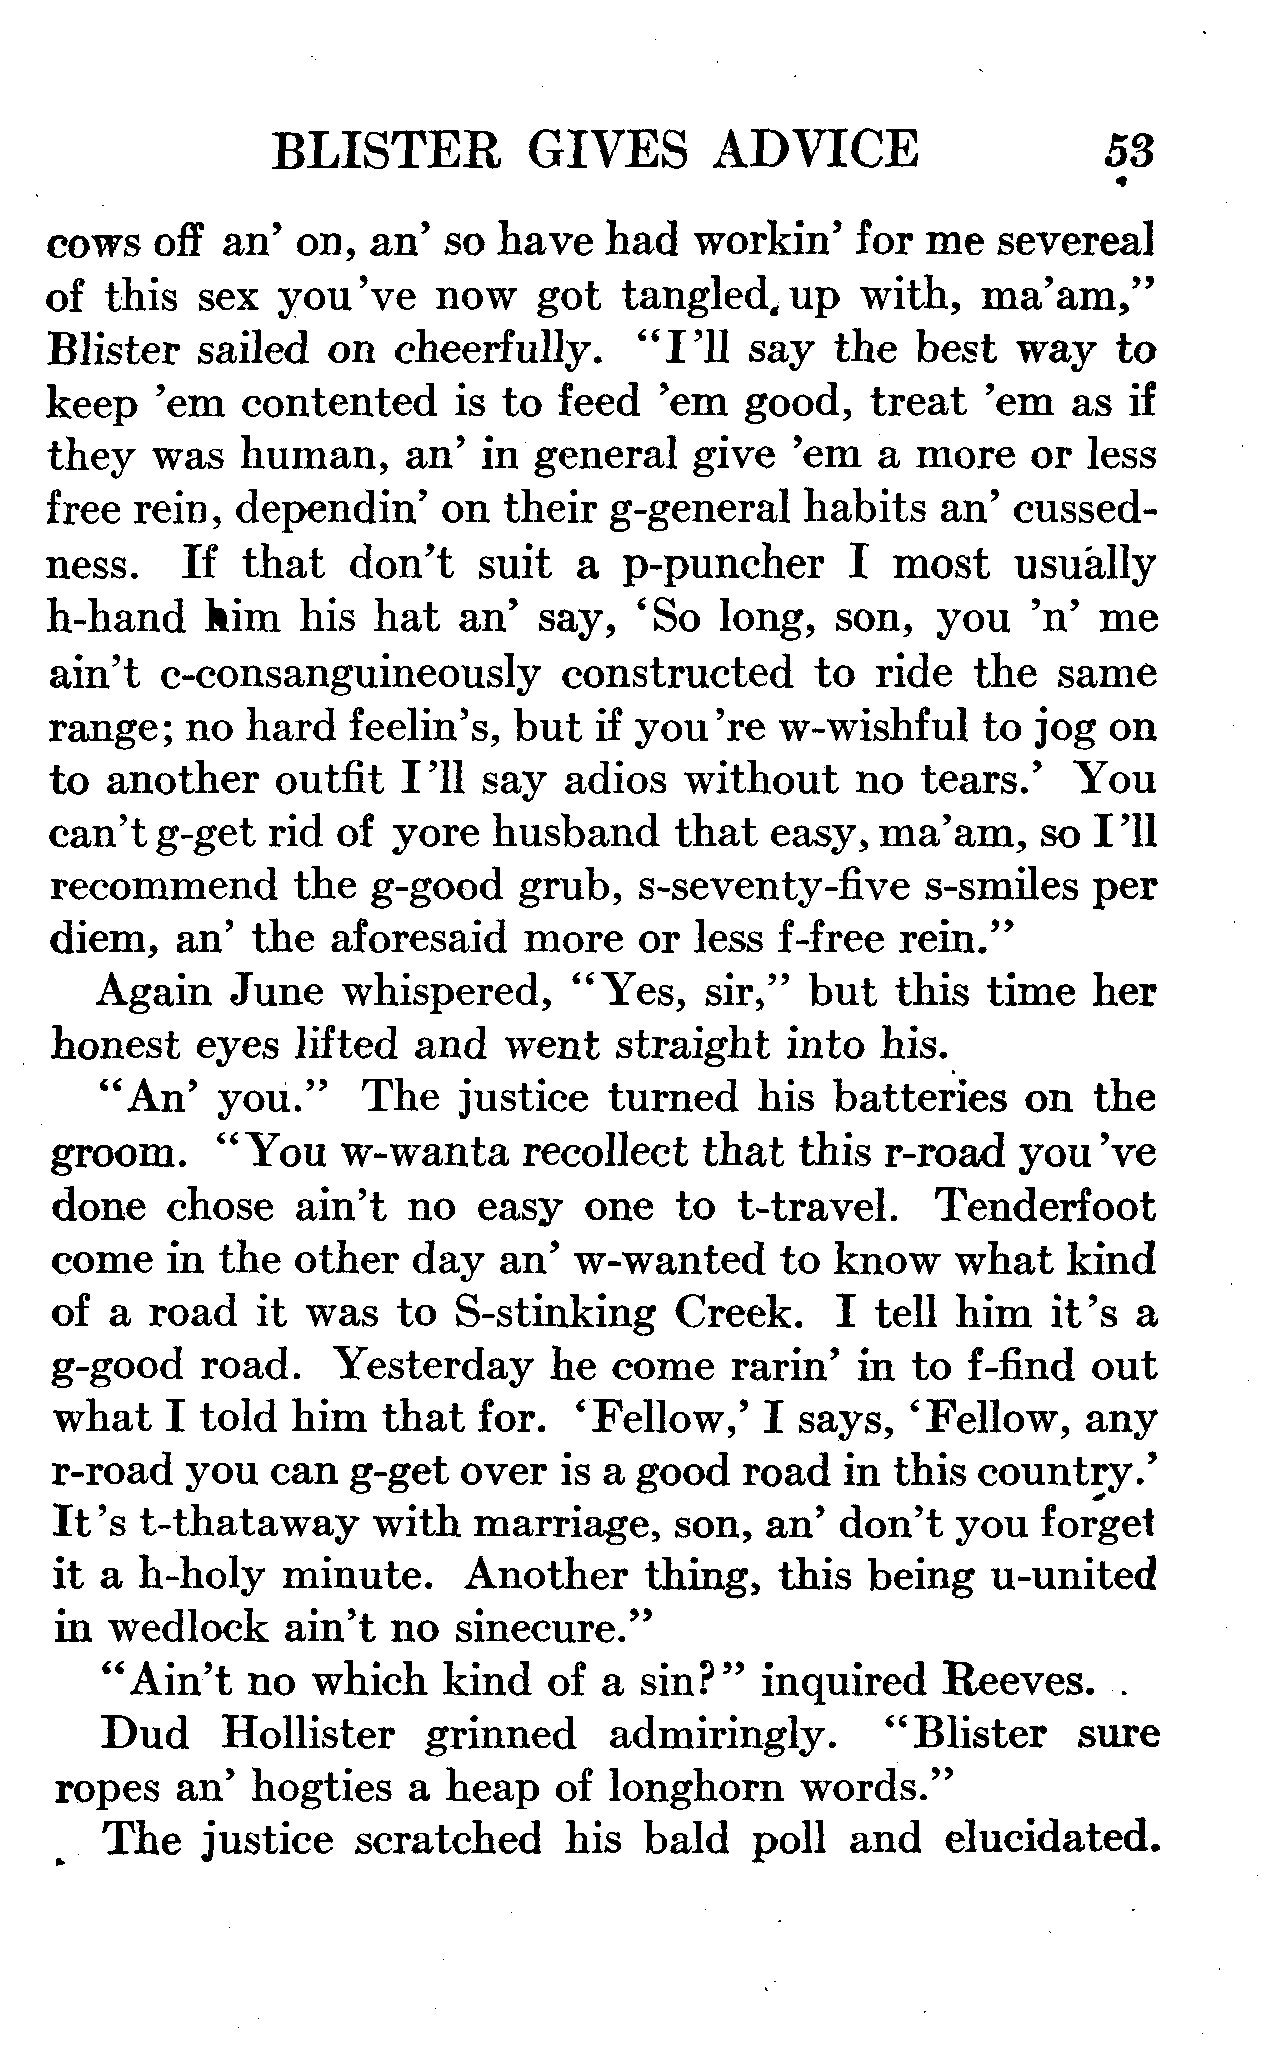 BLISTER GIVES ADVICE 53
cows off an' on, an' so have had workin' for me severeal
of this sex you've now got tangled up with, ma'am,"
Blister sailed on cheerfully. "I'll say the best way to
keep 'em contented is to feed 'em good, treat 'em as if
they was human, an' in general give 'em a more or less
free rein, dependin' on their g-general habits an' cussed-
ness. If that don't suit a p-puncher I most usually
h-hand him his hat an' say, 'So long, son, you 'n' me
ain't c-consanguineously constructed to ride the same
range; no hard feelin's, but if you're w-wishful to jog on
to another outfit I'll say adios without no tears.' You
can't g-get rid of yore husband that easy, ma'am, so I'll
recommend the g-good grub, s-seventy-five s-smiles per
diem, an' the aforesaid more or less f-free rein."
Again June whispered, "Yes, sir," but this time her
honest eyes lifted and went straight into his.
"An' you." The justice turned his batteries on the
groom. "You w-wanta recollect that this r-road you've
done chose ain't no easy one to t-travel. Tenderfoot
come in the other day an' w-wanted to know what kind
of a road it was to S-stinking Creek. I tell him it's a
g-good road. Yesterday he come rarin' in to f-find out
what I told him that for. 'Fellow,' I says, 'Fellow, any
r-road you can g-get over is a good road in this country.'
It's t-thataway with marriage, son, an' don't you forget
it a h-holy minute. Another thing, this being u-united
in wedlock ain't no sinecure."
"Ain't no which kind of a sin?" inquired Reeves.
Dud Hollister grinned admiringly. "Blister sure
ropes an' hogties a heap of longhorn words."
The justice scratched his bald poll and elucidated.